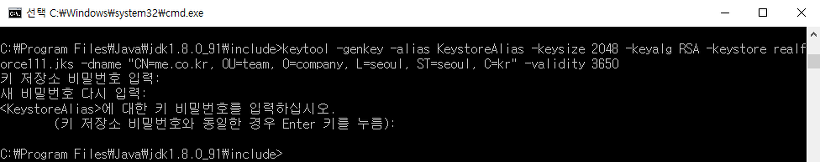 선택 C:₩Windows₩system32₩cmd.exe
C:₩Program Files₩Java₩jdk1.8.0_91₩include>keytool -genkey -alias KeystoreAlias -keysize 2048 -keyalg RSA -keystore realf
orce111.jks -dname "CN=me.co.kr, OU=team, O=company, L=seoul, ST=seoul, C=kr" -validity 3650
키 저장소 비밀번호 입력:
새 비밀번호 다시 입력:
<KeystoreAlias>에 대한 키 비밀번호를 입력하십시오.
(키 저장소 비밀번호와 동일한 경우 Enter 키를 누름):
C:₩Program Files₩Java₩jdk1.8.0_91₩include>